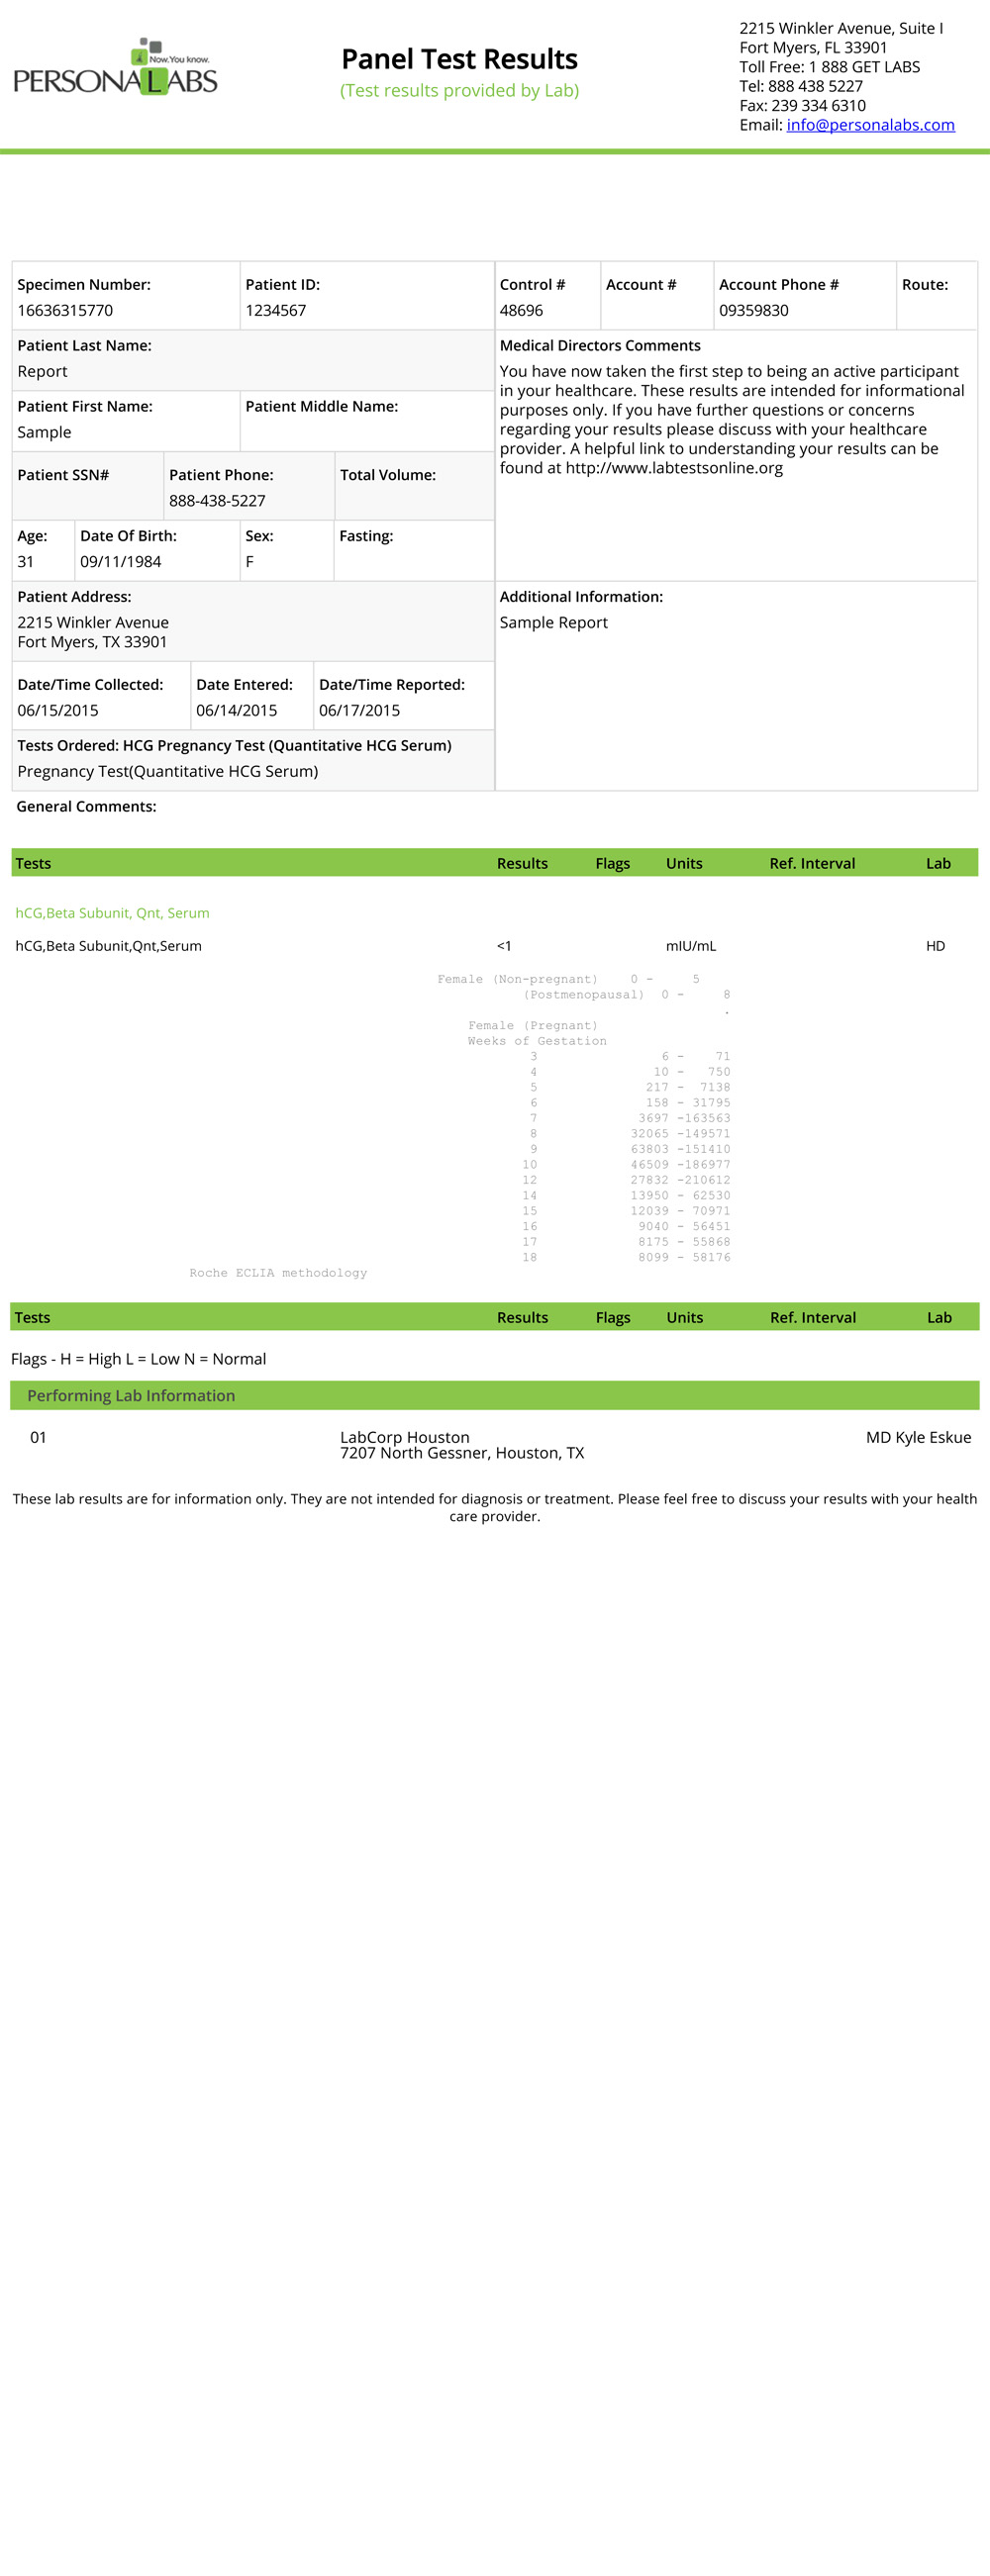 Now.You know.
PERSONALABS
Panel Test Results
(Test results provided by Lab)
2215 Winkler Avenue, Suite I
Fort Myers, FL 33901
Toll Free: 1 888 GET LABS
Tel: 888 438 5227
Fax: 239 334 6310
Email: info@personalabs.com
Specimen Number: Patient ID: Control # Account # Account Phone # Route:
16636315770 1234567 48696 09359830
Patient Last Name:
Report
Patient First Name: Patient Middle Name:
Sample
Patient SSN# Patient Phone: Total Volume:
888-438-5227
Age: Date Of Birth: Sex: Fasting:
31 09/11/1984 F
Medical Directors Comments
You have now taken the first step to being an active participant
in your healthcare. These results are intended for informational
purposes only. If you have further questions or concerns
regarding your results please discuss with your healthcare
provider. A helpful link to understanding your results can be
found at http://www.labtestsonline.org
Patient Address:
2215 Winkler Avenue
Fort Myers, TX 33901
Date/Time Collected: Date Entered: Date/Time Reported:
06/15/2015 06/14/2015 06/17/2015
Tests Ordered: HCG Pregnancy Test (Quantitative HCG Serum)
Pregnancy Test(Quantitative HCG Serum)
Additional Information:
Sample Report
General Comments:
Tests Results Flags Units Ref. Interval Lab
hCG,Beta Subunit, Qnt, Serum
hCG,Beta Subunit,Qnt,Serum <1 mIU/mL HD
Female (Non-pregnant) 0 - 5
(Postmenopausal) 0 - 8
.
Female (Pregnant)
Weeks of Gestation
3 6 - 71
4 10 - 750
5 217 - 7138
6 158 - 31795
7 3697 -163563
8 32065 -149571
9 63803 -151410
10 46509 -186977
12 27832 -210612
14 13950 - 62530
15 12039 - 70971
16 9040 - 56451
17 8175 - 55868
18 8099 - 58176
Roche ECLIA methodology
Tests Results Flags Units Ref. Interval Lab
Flags - H = High L = Low N = Normal
Performing Lab Information
01 LabCorp Houston MD Kyle Eskue
7207 North Gessner, Houston, TX
These lab results are for information only. They are not intended for diagnosis or treatment. Please feel free to discuss your results with your health
care provider.